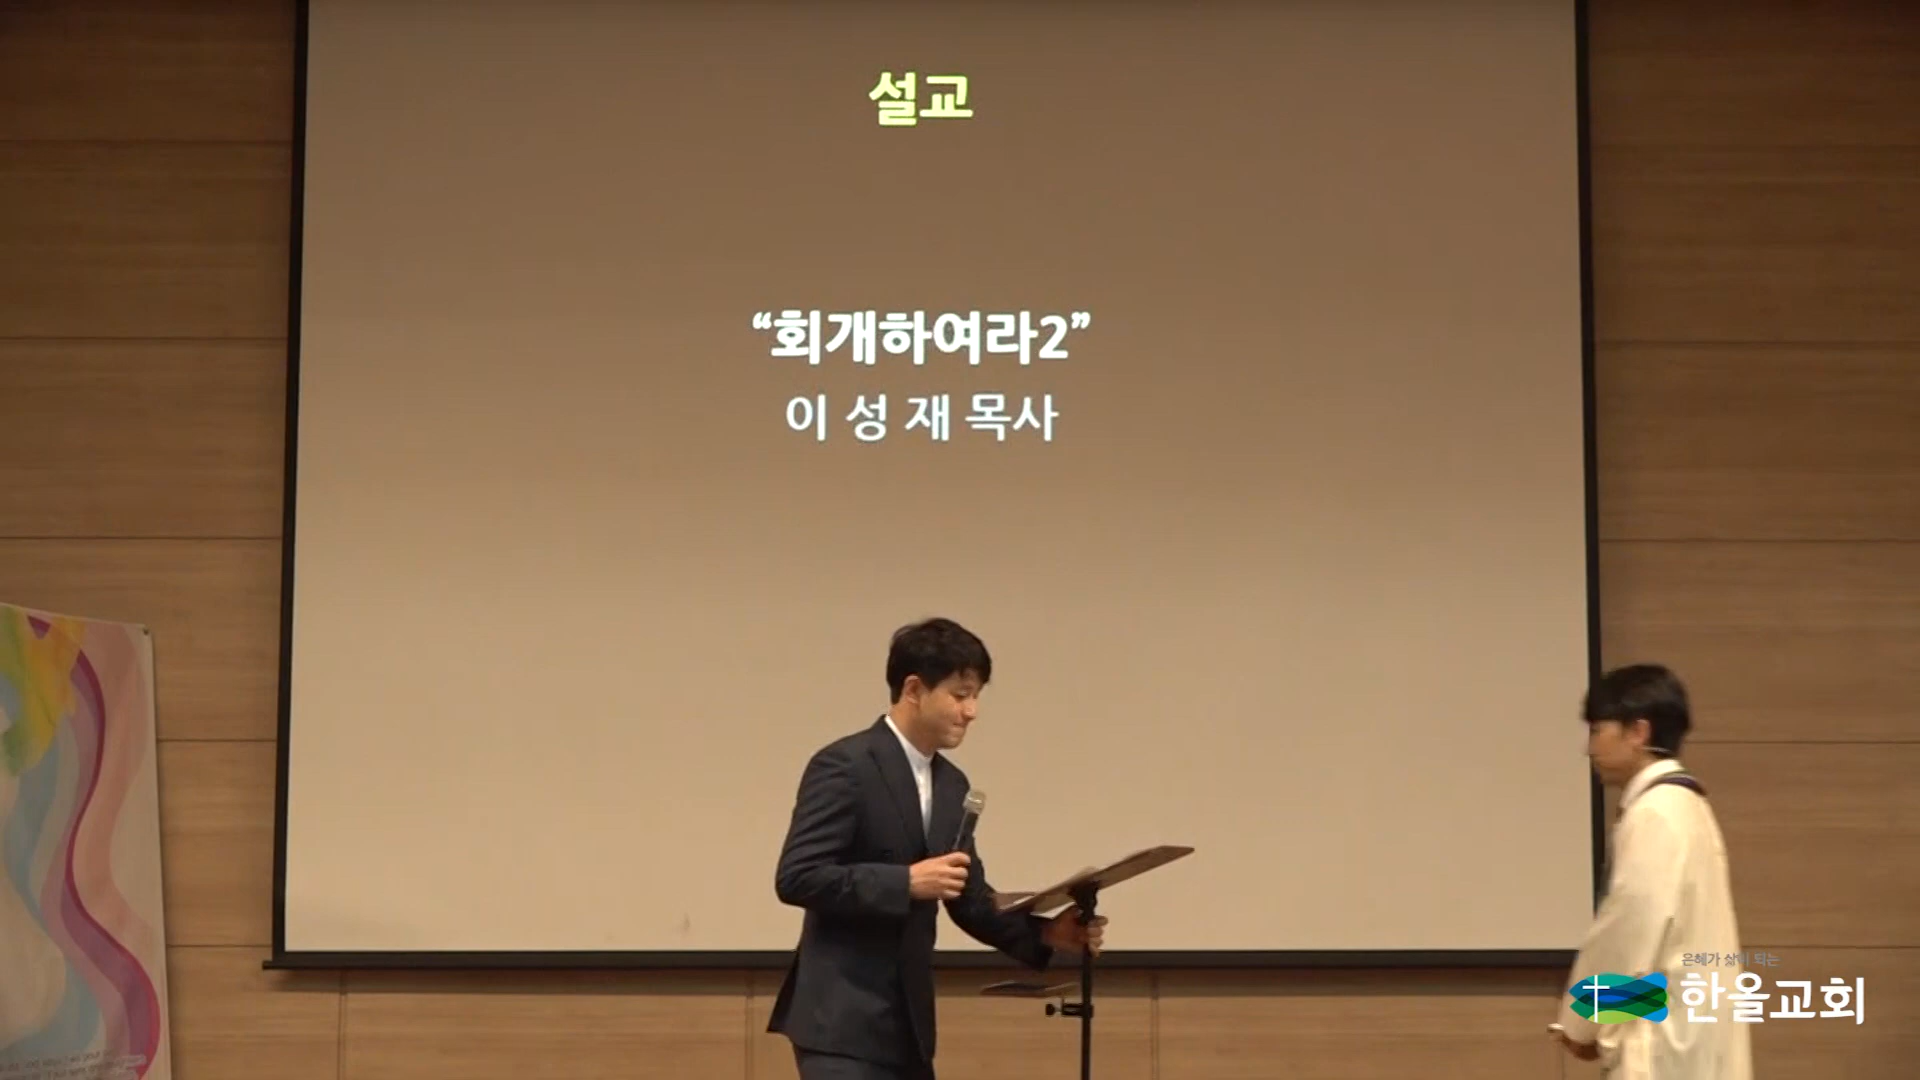 설교
“회개하여라2”
이 성 재 목사
은혜가 삶이 되는
한올교회